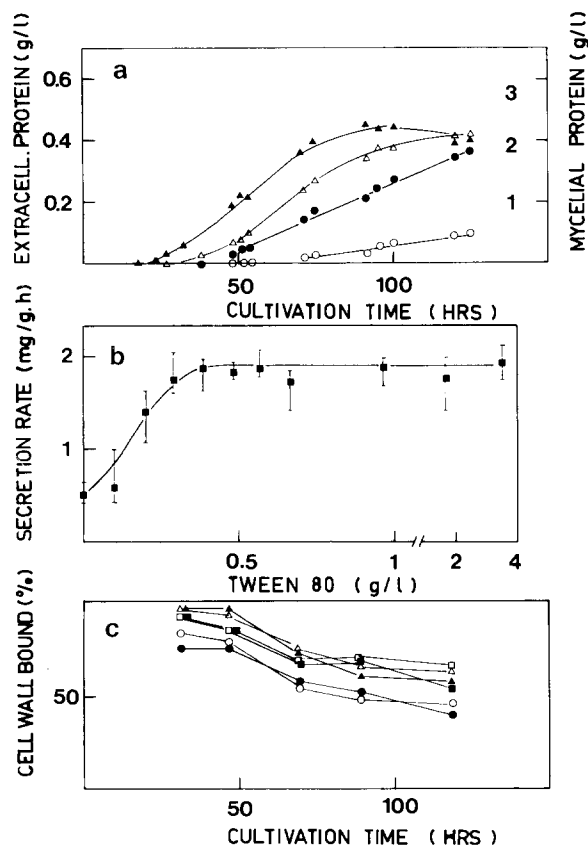 a
EXTRACELL. PROTEIN (g/l)
0.6
0.4
0.2
3
2
1
MYCELIAL PROTEIN (g/l)
50
100
CULTIVATION TIME (HRS)
b
SECRETION RATE (mg/g.h)
2
1
0.5
1
2
4
TWEEN 80 (g/l)
c
CELL WALL BOUND (%)
50
50
100
CULTIVATION TIME (HRS)